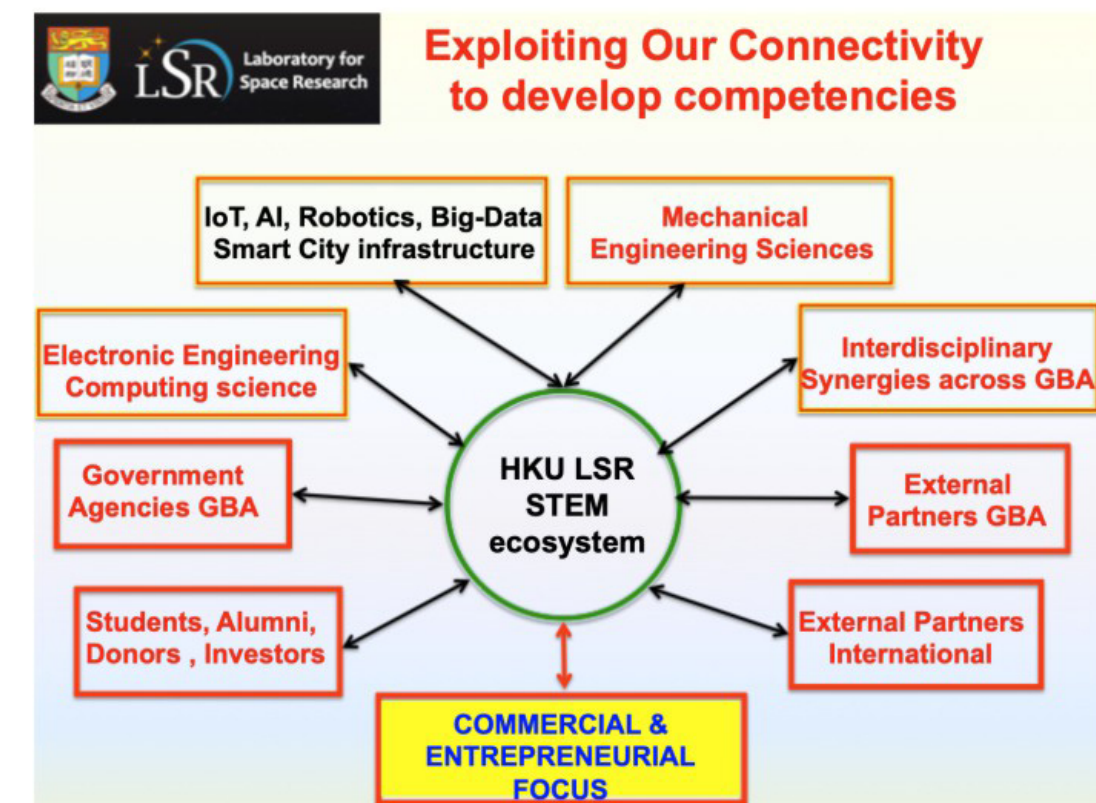 LSR
Laboratory for
Space Research
Exploiting Our Connectivity
to develop competencies
IoT, AI, Robotics, Big-Data
Smart City infrastructure
Mechanical
Engineering Sciences
Electronic Engineering
Computing science
Interdisciplinary
Synergies across GBA
Government
Agencies GBA
HKU LSR
STEM
ecosystem
External
Partners GBA
Students, Alumni,
Donors , Investors
External Partners
International
COMMERCIAL &
ENTREPRENEURIAL
FOCUS